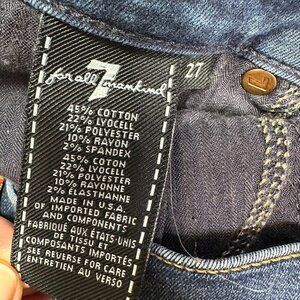 7
for all mankind
27
45% COTTON
22% LYOCELL
21% POLYESTER
10% RAYON
2% SPANDEX
45% COTON
22% LYOCELL
21% POLYESTER
10% RAYONNE
2% ÉLASTHANNE
MADE IN U.S.A.
OF IMPORTED FABRIC
AND COMPONENTS
FABRIQUÉ AUX ÉTATS-UNIS
DE TISSU ET
COMPOSANTS IMPORTÉS
SEE REVERSE FOR CARE
ENTRETIEN AU VERSO